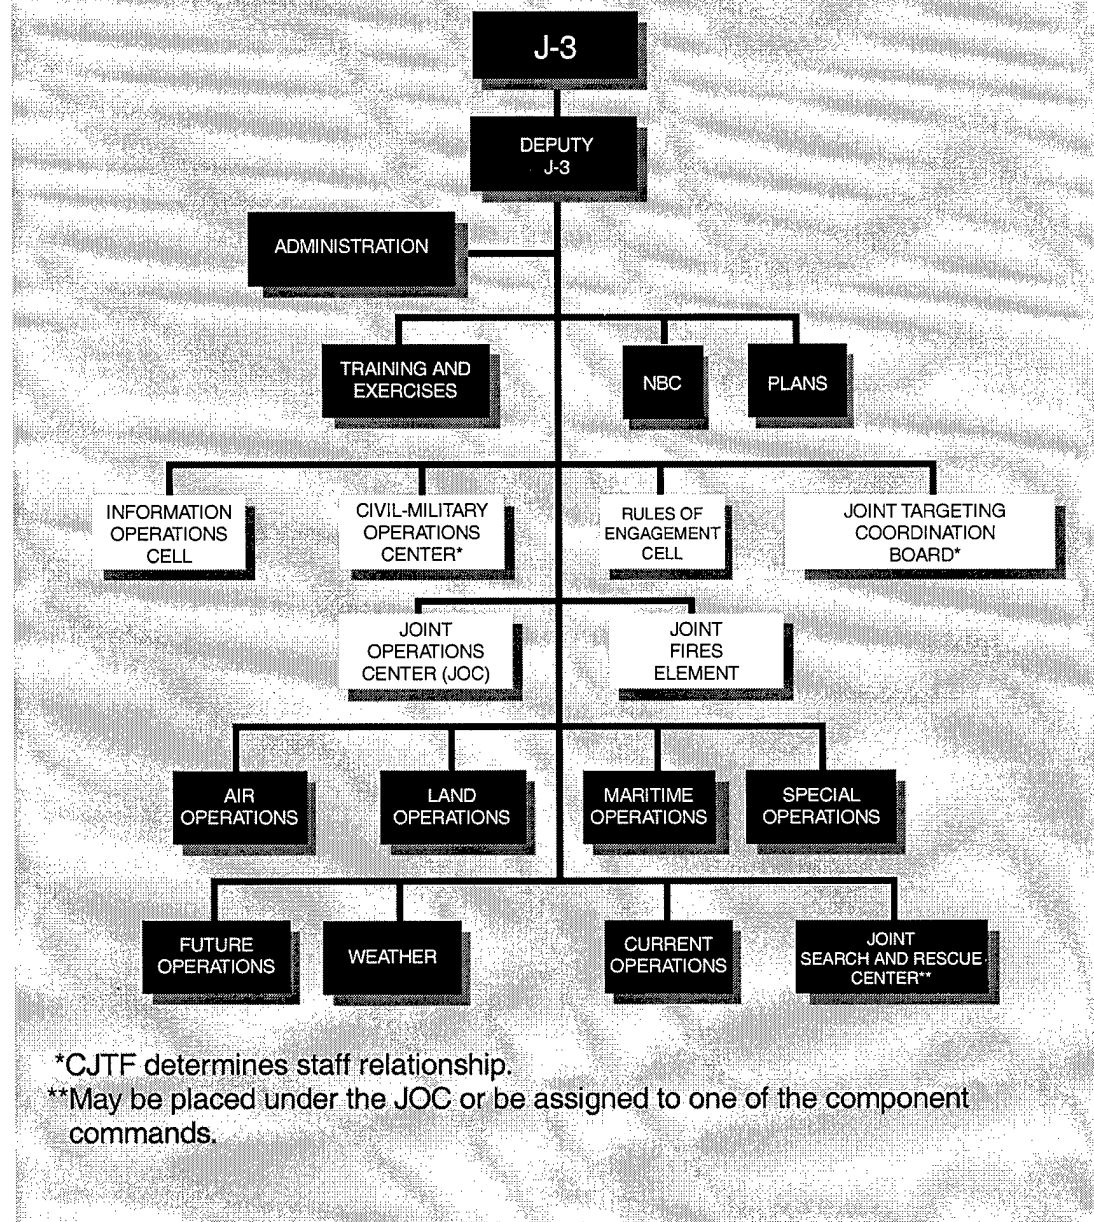 J-3
DEPUTY
J-3
ADMINISTRATION
TRAINING AND
EXERCISES
NBC
PLANS
INFORMATION
OPERATIONS
CELL
CIVIL-MILITARY
OPERATIONS
CENTER*
RULES OF
ENGAGEMENT
CELL
JOINT TARGETING
COORDINATION
BOARD*
JOINT
OPERATIONS
CENTER (JOC)
JOINT
FIRES
ELEMENT
AIR
OPERATIONS
LAND
OPERATIONS
MARITIME
OPERATIONS
SPECIAL
OPERATIONS
FUTURE
OPERATIONS
WEATHER
CURRENT
OPERATIONS
JOINT
SEARCH AND RESCUE
CENTER**
*CJTF determines staff relationship.
**May be placed under the JOC or be assigned to one of the component
commands.